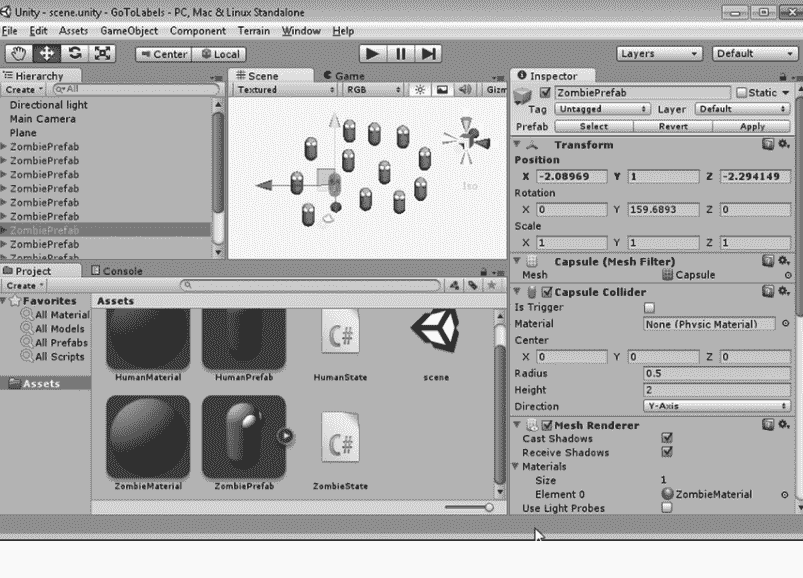 Unity - scene.unity - GoToLabels - PC, Mac & Linux Standalone
File Edit Assets GameObject Component Terrain Window Help
Center Local Layers Default
Hierarchy
Create All
Directional light
Main Camera
Plane
ZombiePrefab
ZombiePrefab
ZombiePrefab
ZombiePrefab
ZombiePrefab
ZombiePrefab
ZombiePrefab
ZombiePrefab
Scene Game
Textured RGB Gizm
Iso
Project Console
Create
Favorites
All Material
All Models
All Prefabs
All Scripts
Assets
Assets
HumanMaterial HumanPrefab HumanState scene
ZombieMaterial ZombiePrefab ZombieState
C#
C#
Inspector
ZombiePrefab Static
Tag Untagged Layer Default
Prefab Select Revert Apply
Transform
Position
X -2.08969 Y 1 Z -2.294149
Rotation
X 0 Y 159.6893 Z 0
Scale
X 1 Y 1 Z 1
Capsule (Mesh Filter)
Mesh Capsule
Capsule Collider
Is Trigger
Material None (Physic Material)
Center
X 0 Y 0 Z 0
Radius 0.5
Height 2
Direction Y-Axis
Mesh Renderer
Cast Shadows
Receive Shadows
Materials
Size 1
Element 0 ZombieMaterial
Use Light Probes